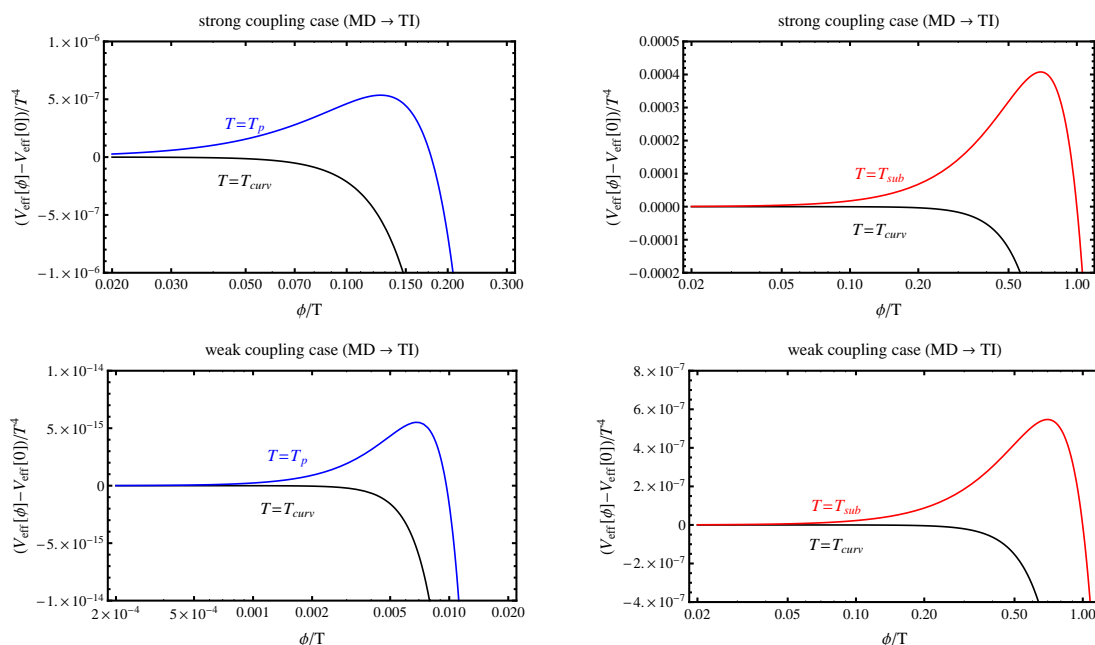 strong coupling case (MD → TI)
(V_eff[ϕ]−V_eff[0])/T^4
1.×10^−6
5.×10^−7
0
−5.×10^−7
−1.×10^−6
T=T_p
T=T_curv
0.020 0.030 0.050 0.070 0.100 0.150 0.200 0.300
ϕ/T
strong coupling case (MD → TI)
(V_eff[ϕ]−V_eff[0])/T^4
0.0005
0.0004
0.0003
0.0002
0.0001
0.0000
−0.0001
−0.0002
T=T_sub
T=T_curv
0.02 0.05 0.10 0.20 0.50 1.00
ϕ/T
weak coupling case (MD → TI)
(V_eff[ϕ]−V_eff[0])/T^4
1.×10^−14
5.×10^−15
0
−5.×10^−15
−1.×10^−14
T=T_p
T=T_curv
2.×10^−4 5.×10^−4 0.001 0.002 0.005 0.010 0.020
ϕ/T
weak coupling case (MD → TI)
(V_eff[ϕ]−V_eff[0])/T^4
8.×10^−7
6.×10^−7
4.×10^−7
2.×10^−7
0
−2.×10^−7
−4.×10^−7
T=T_sub
T=T_curv
0.02 0.05 0.10 0.20 0.50 1.00
ϕ/T